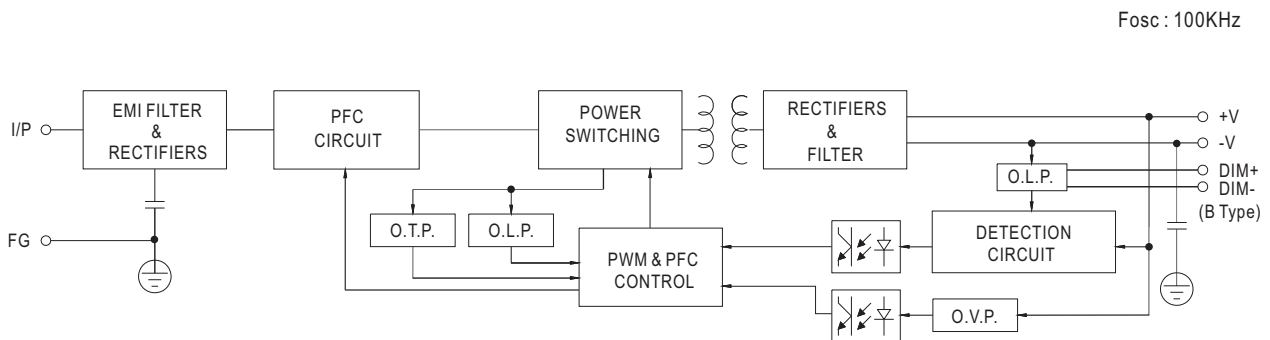 Fosc : 100KHz
I/P
EMI FILTER
&
RECTIFIERS
PFC
CIRCUIT
POWER
SWITCHING
RECTIFIERS
&
FILTER
+V
-V
DIM+
DIM-
(B Type)
O.L.P.
O.T.P.
O.L.P.
FG
PWM & PFC
CONTROL
DETECTION
CIRCUIT
O.V.P.